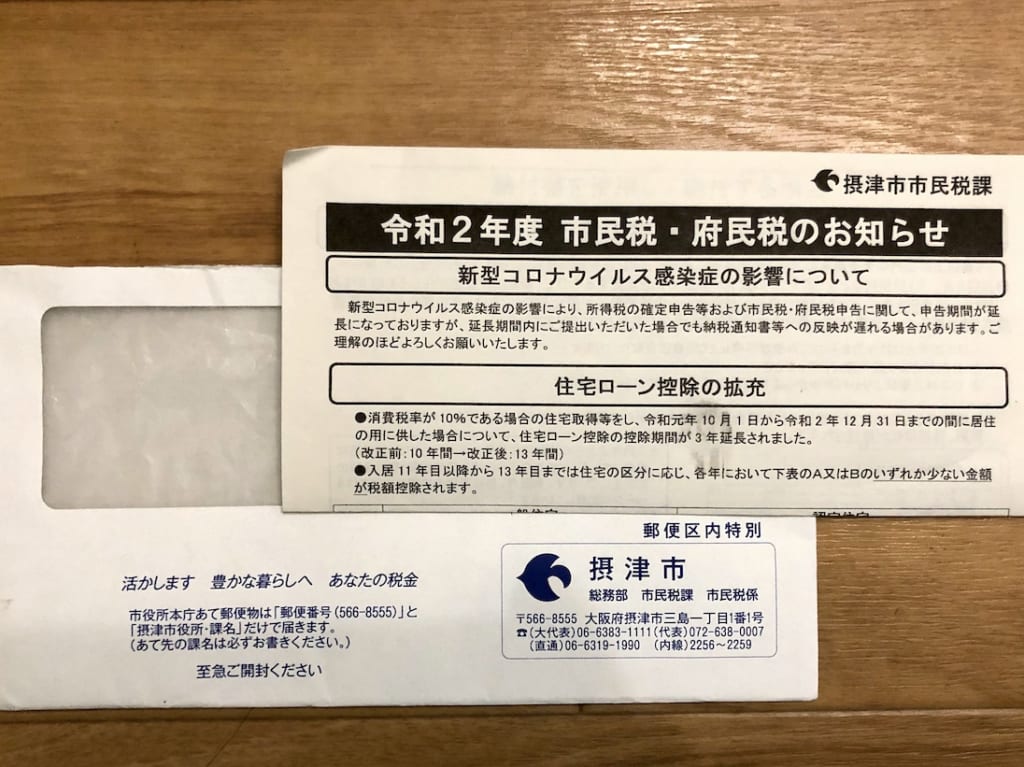 摂津市市民税課
令和2年度 市民税・府民税のお知らせ
新型コロナウイルス感染症の影響について
新型コロナウイルス感染症の影響により、所得税の確定申告等および市民税・府民税申告に関して、申告期間が延
長になっておりますが、延長期間内にご提出いただいた場合でも納税通知書等への反映が遅れる場合があります。ご
理解のほどよろしくお願いいたします。
住宅ローン控除の拡充
●消費税率が10%である場合の住宅取得等をし、令和元年10月1日から令和2年12月31日までの間に居住
の用に供した場合について、住宅ローン控除の控除期間が3年延長されました。
(改正前:10年間→改正後:13年間)
●入居11年目以降から13年目までは住宅の区分に応じ、各年において下表のA又はBのいずれか少ない金額
が税額控除されます。
郵便区内特別
摂津市
総務部 市民税課 市民税係
〒566-8555 大阪府摂津市三島一丁目1番1号
☎(大代表)06-6383-1111(代表)072-638-0007
(直通)06-6319-1990 (内線)2256~2259
活かします 豊かな暮らしへ あなたの税金
市役所本庁あて郵便物は「郵便番号(566-8555)」と
「摂津市役所・課名」だけで届きます。
(あて先の課名は必ずお書きください。)
至急ご開封ください